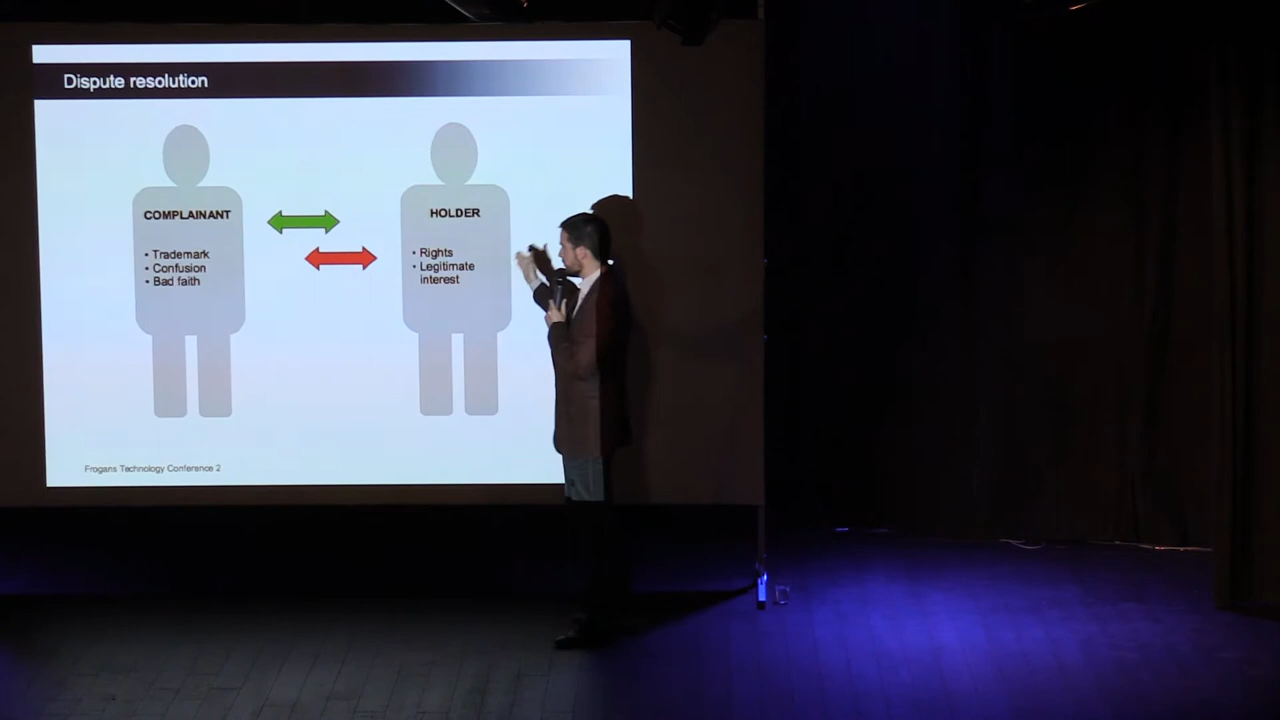 Dispute resolution
COMPLAINANT
• Trademark
• Confusion
• Bad faith
HOLDER
• Rights
• Legitimate
interest
Frogans Technology Conference 2